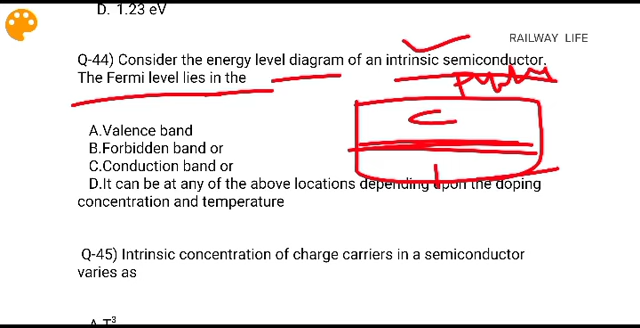 D. 1.23 eV
RAILWAY LIFE
Q-44) Consider the energy level diagram of an intrinsic semiconductor.
The Fermi level lies in the
C
A.Valence band
B.Forbidden band or
C.Conduction band or
D.It can be at any of the above locations depending upon the doping
concentration and temperature
Q-45) Intrinsic concentration of charge carriers in a semiconductor
varies as